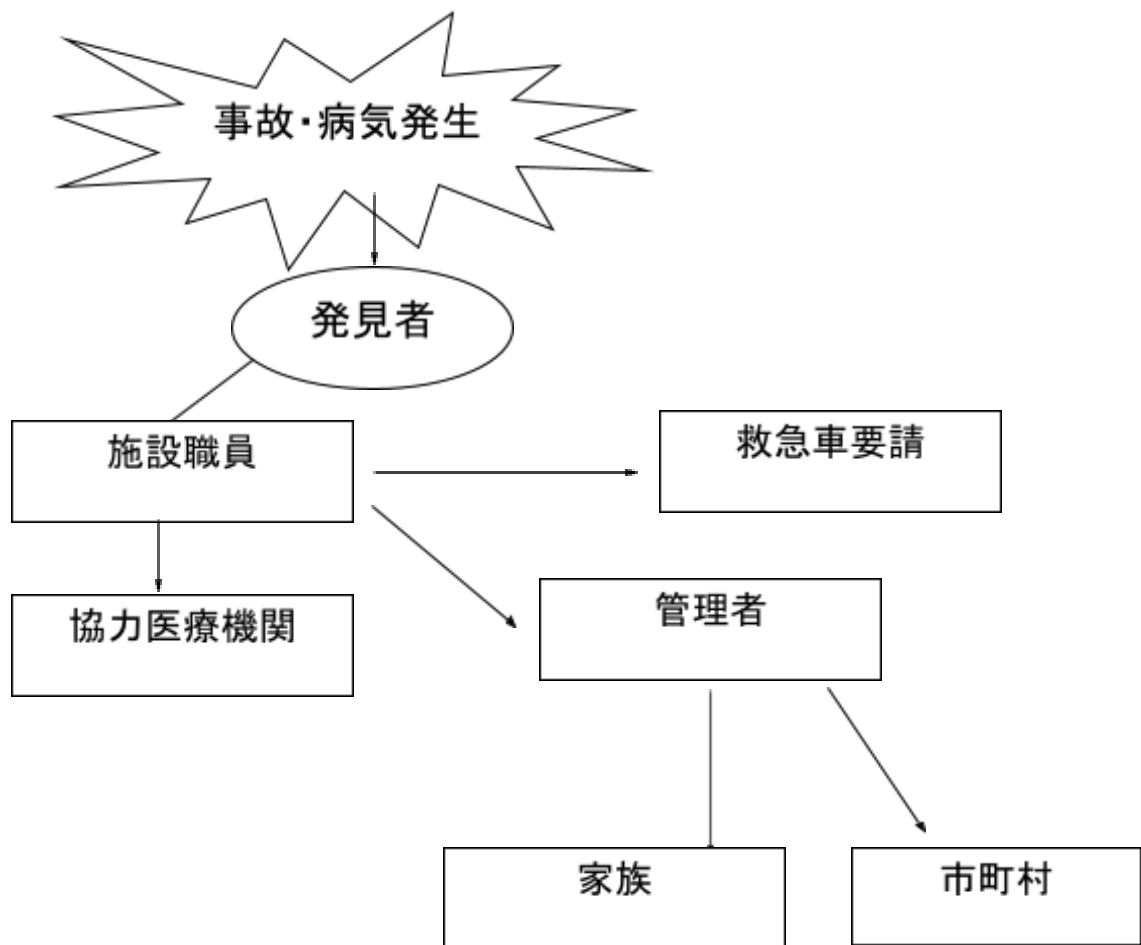 事故・病気発生
発見者
施設職員
救急車要請
協力医療機関
管理者
家族
市町村